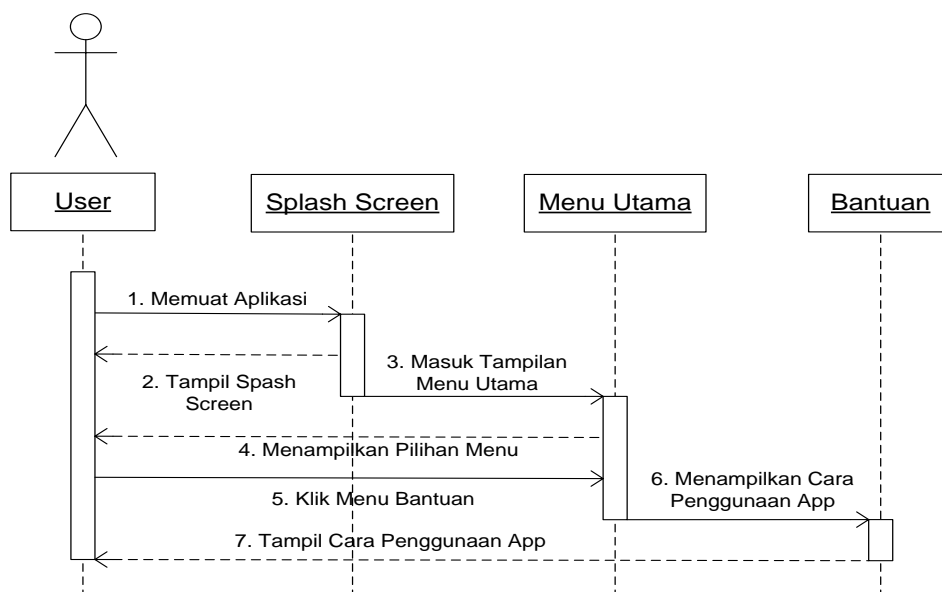 User
Splash Screen
Menu Utama
Bantuan
1. Memuat Aplikasi
2. Tampil Spash
Screen
3. Masuk Tampilan
Menu Utama
4. Menampilkan Pilihan Menu
5. Klik Menu Bantuan
6. Menampilkan Cara
Penggunaan App
7. Tampil Cara Penggunaan App